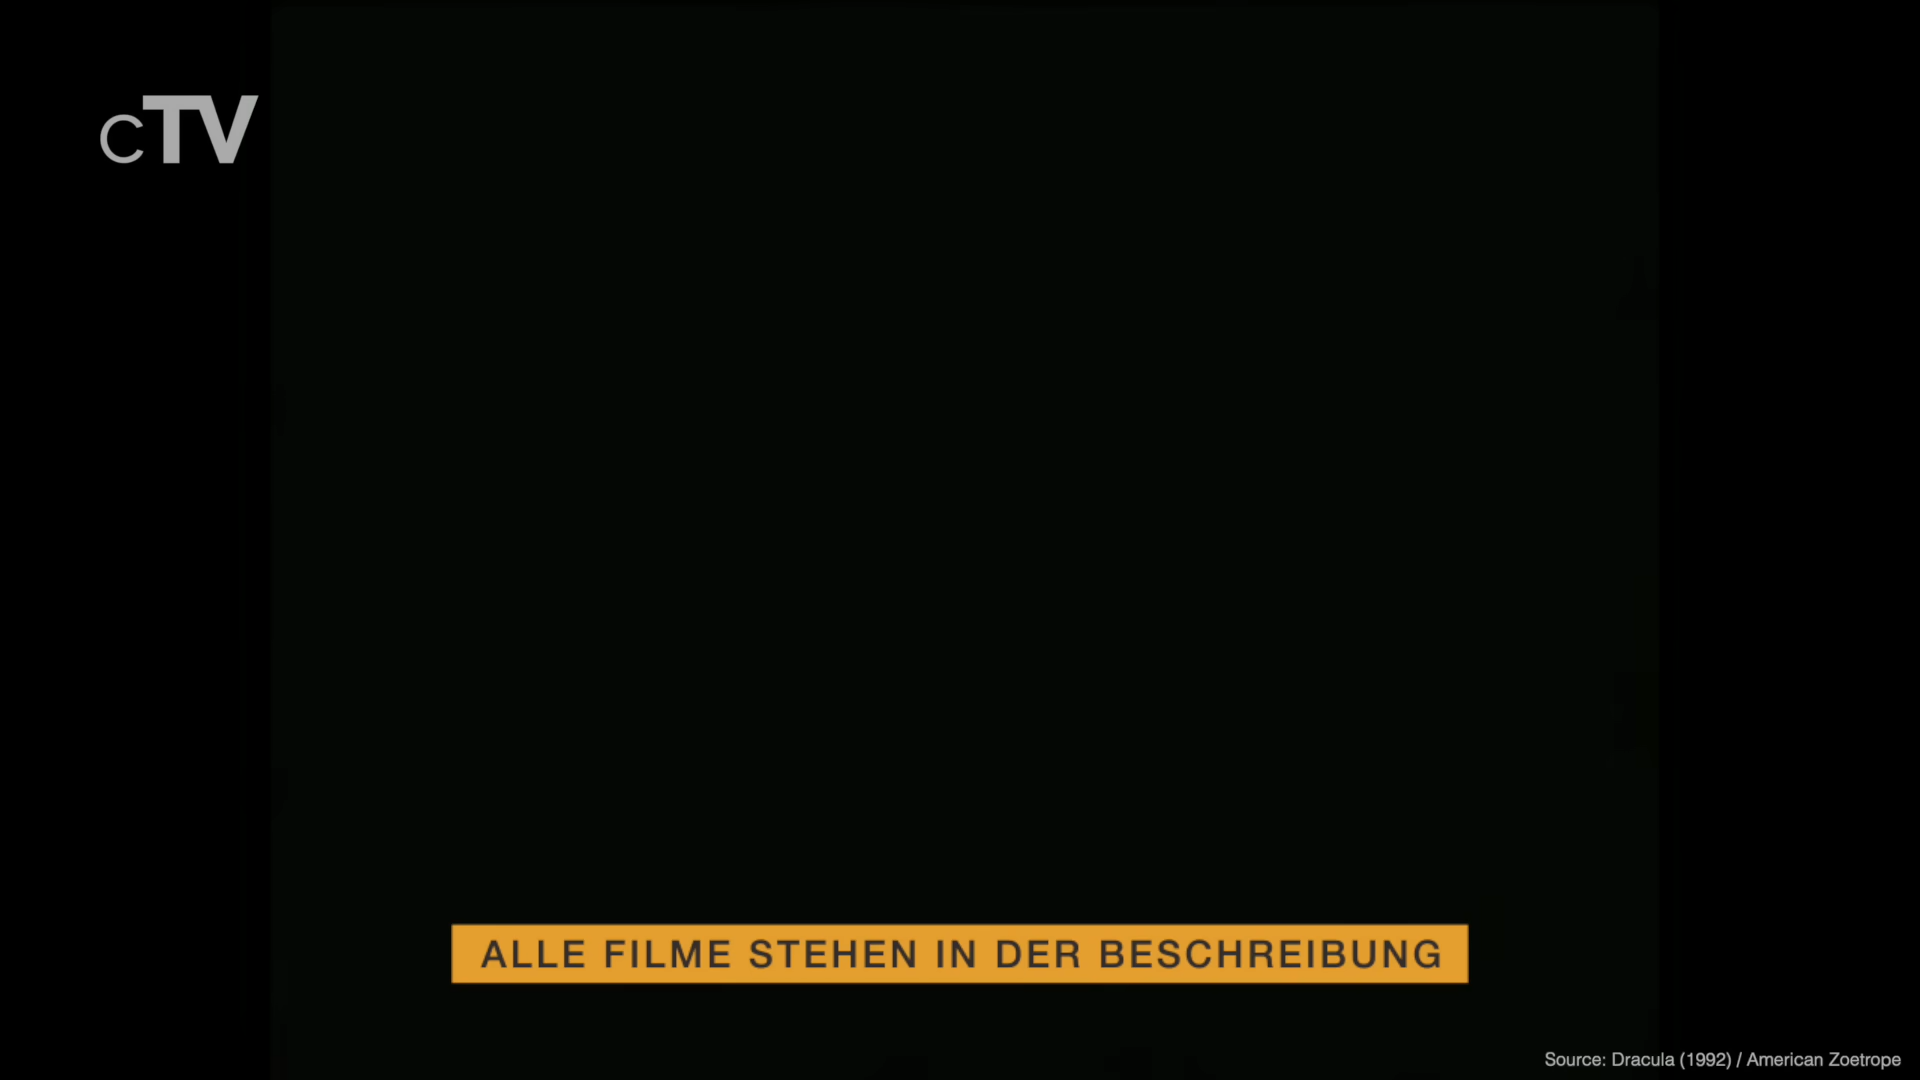 cTV
ALLE FILME STEHEN IN DER BESCHREIBUNG
Source: Dracula (1992) / American Zoetrope